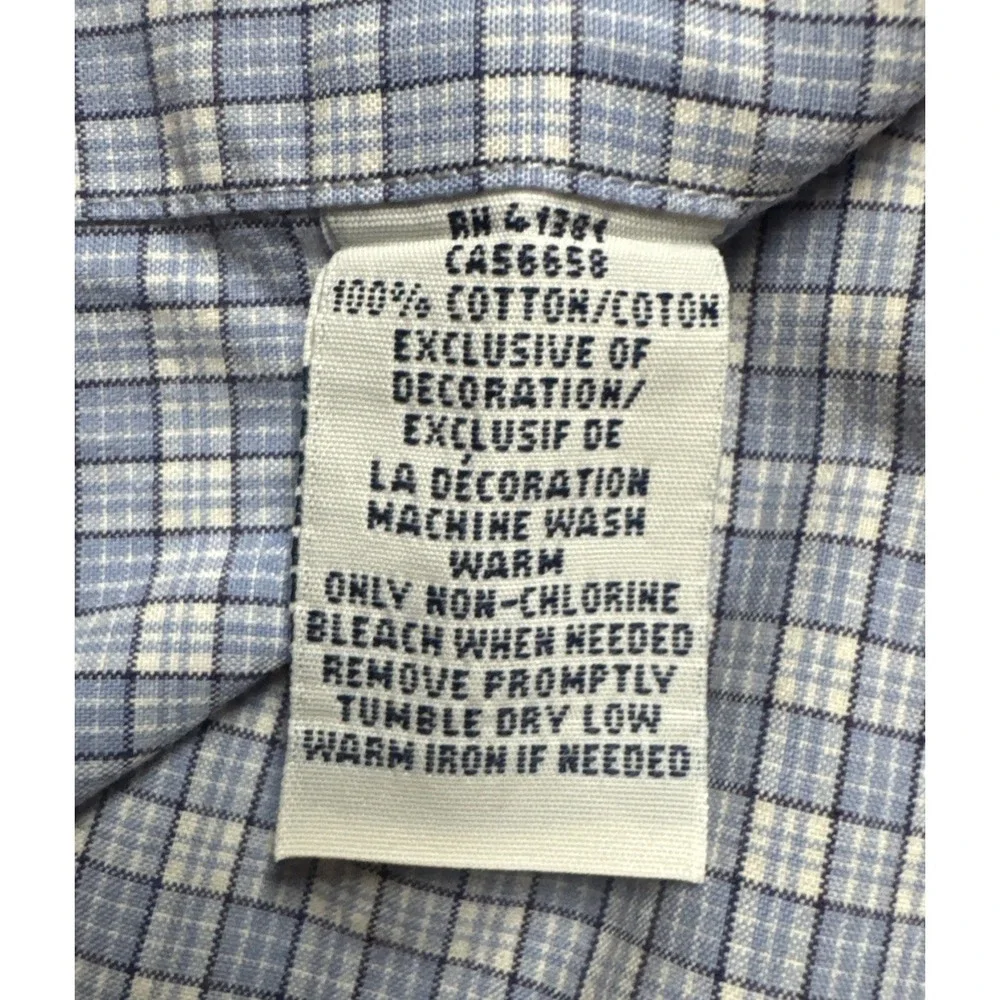 RN 41381
CA56658
100% COTTON/COTON
EXCLUSIVE OF
DECORATION/
EXCLUSIF DE
LA DÉCORATION
MACHINE WASH
WARM
ONLY NON-CHLORINE
BLEACH WHEN NEEDED
REMOVE PROMPTLY
TUMBLE DRY LOW
WARM IRON IF NEEDED